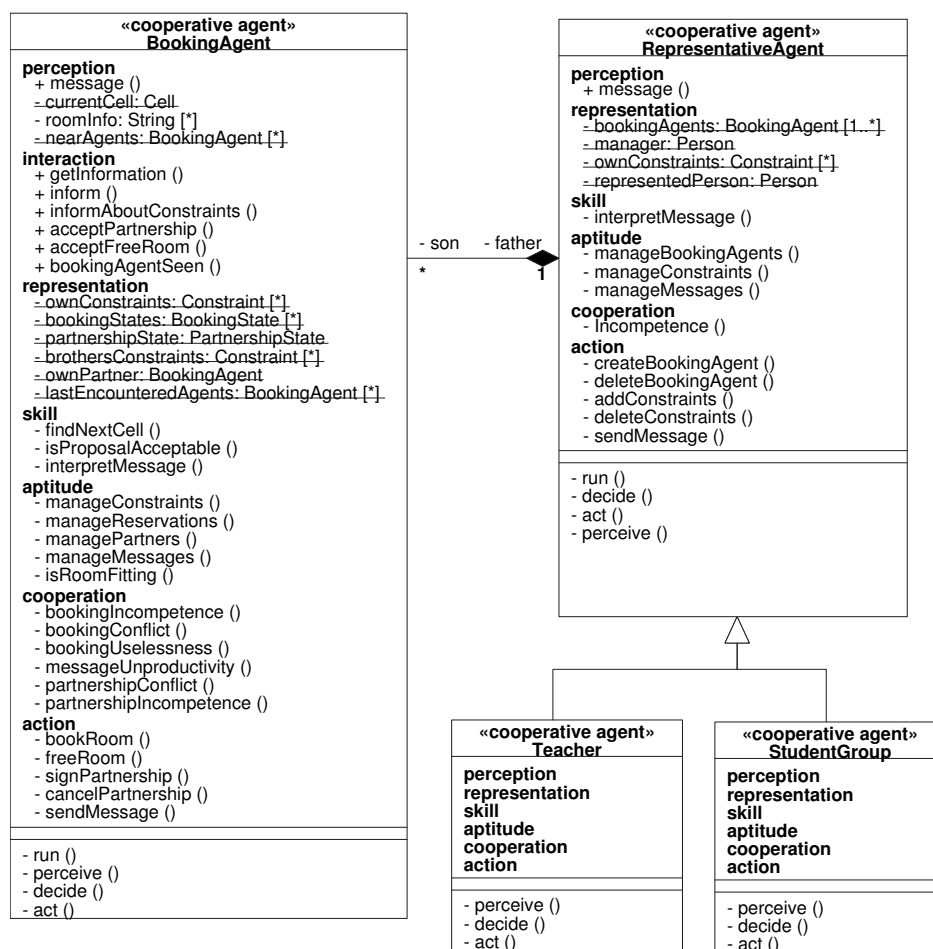 «cooperative agent»
BookingAgent
perception
+ message ()
- currentCell: Cell
- roomInfo: String [*]
- nearAgents: BookingAgent [*]
interaction
+ getInformation ()
+ inform ()
+ informAboutConstraints ()
+ acceptPartnership ()
+ acceptFreeRoom ()
+ bookingAgentSeen ()
representation
- ownConstraints: Constraint [*]
- bookingStates: BookingState [*]
- partnershipState: PartnershipState
- brothersConstraints: Constraint [*]
- ownPartner: BookingAgent
- lastEncounteredAgents: BookingAgent [*]
skill
- findNextCell ()
- isProposalAcceptable ()
- interpretMessage ()
aptitude
- manageConstraints ()
- manageReservations ()
- managePartners ()
- manageMessages ()
- isRoomFitting ()
cooperation
- bookingIncompetence ()
- bookingConflict ()
- bookingUselessness ()
- messageUnproductivity ()
- partnershipConflict ()
- partnershipIncompetence ()
action
- bookRoom ()
- freeRoom ()
- signPartnership ()
- cancelPartnership ()
- sendMessage ()
- run ()
- perceive ()
- decide ()
- act ()
- son - father
* 1
«cooperative agent»
RepresentativeAgent
perception
+ message ()
representation
- bookingAgents: BookingAgent [1..*]
- manager: Person
- ownConstraints: Constraint [*]
- representedPerson: Person
skill
- interpretMessage ()
aptitude
- manageBookingAgents ()
- manageConstraints ()
- manageMessages ()
cooperation
- Incompetence ()
action
- createBookingAgent ()
- deleteBookingAgent ()
- addConstraints ()
- deleteConstraints ()
- sendMessage ()
- run ()
- decide ()
- act ()
- perceive ()
«cooperative agent»
Teacher
perception
representation
skill
aptitude
cooperation
action
- perceive ()
- decide ()
- act ()
«cooperative agent»
StudentGroup
perception
representation
skill
aptitude
cooperation
action
- perceive ()
- decide ()
- act ()